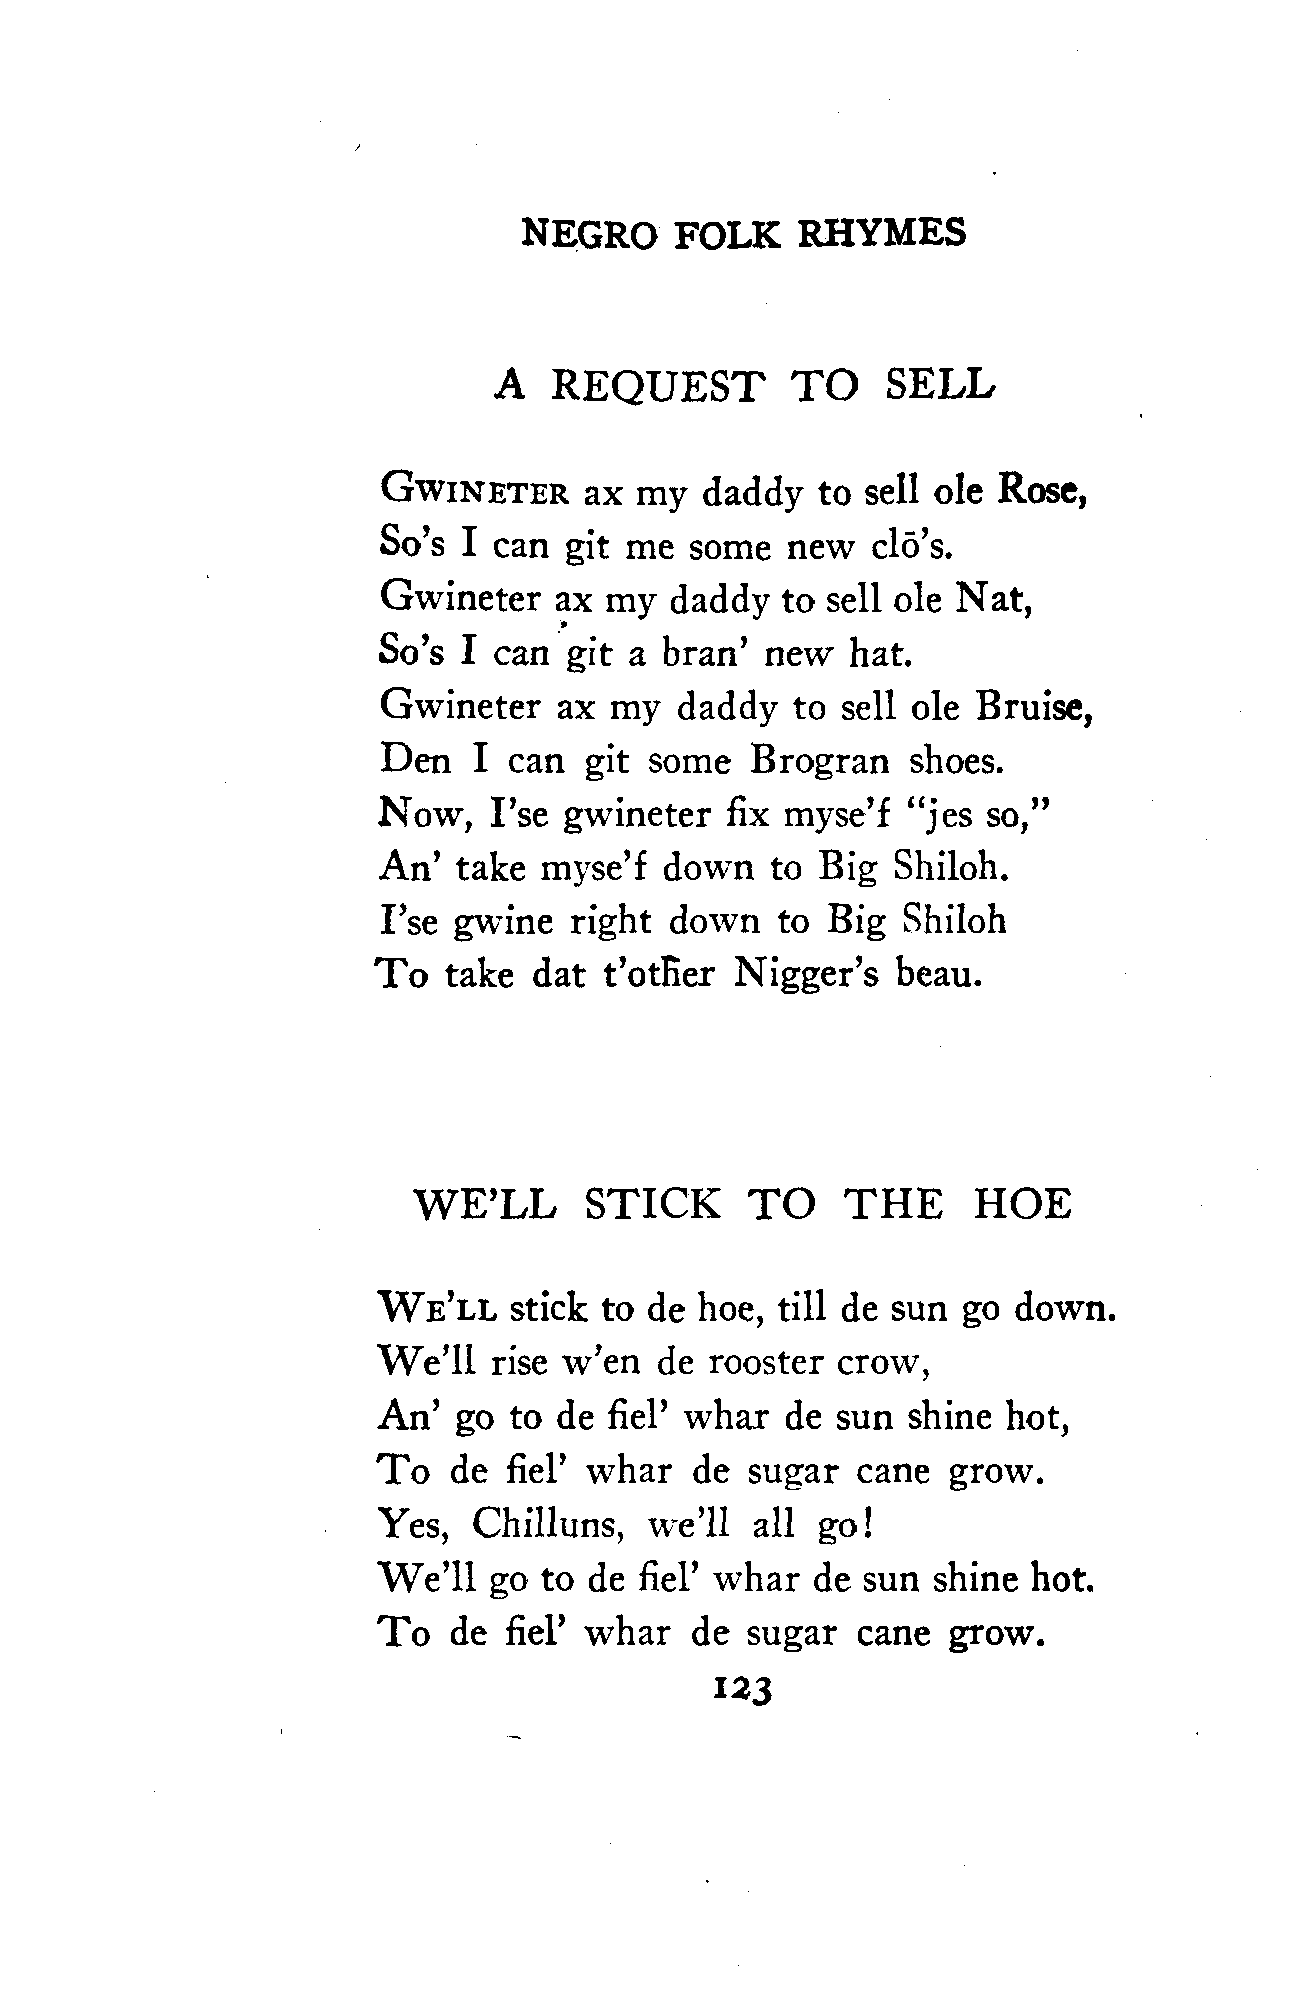 NEGRO FOLK RHYMES
A REQUEST TO SELL
GWINETER ax my daddy to sell ole Rose,
So's I can git me some new clō's.
Gwineter ax my daddy to sell ole Nat,
So's I can git a bran' new hat.
Gwineter ax my daddy to sell ole Bruise,
Den I can git some Brogran shoes.
Now, I'se gwineter fix myse'f "jes so,"
An' take myse'f down to Big Shiloh.
I'se gwine right down to Big Shiloh
To take dat t'other Nigger's beau.
WE'LL STICK TO THE HOE
WE'LL stick to de hoe, till de sun go down.
We'll rise w'en de rooster crow,
An' go to de fiel' whar de sun shine hot,
To de fiel' whar de sugar cane grow.
Yes, Chilluns, we'll all go!
We'll go to de fiel' whar de sun shine hot.
To de fiel' whar de sugar cane grow.
123